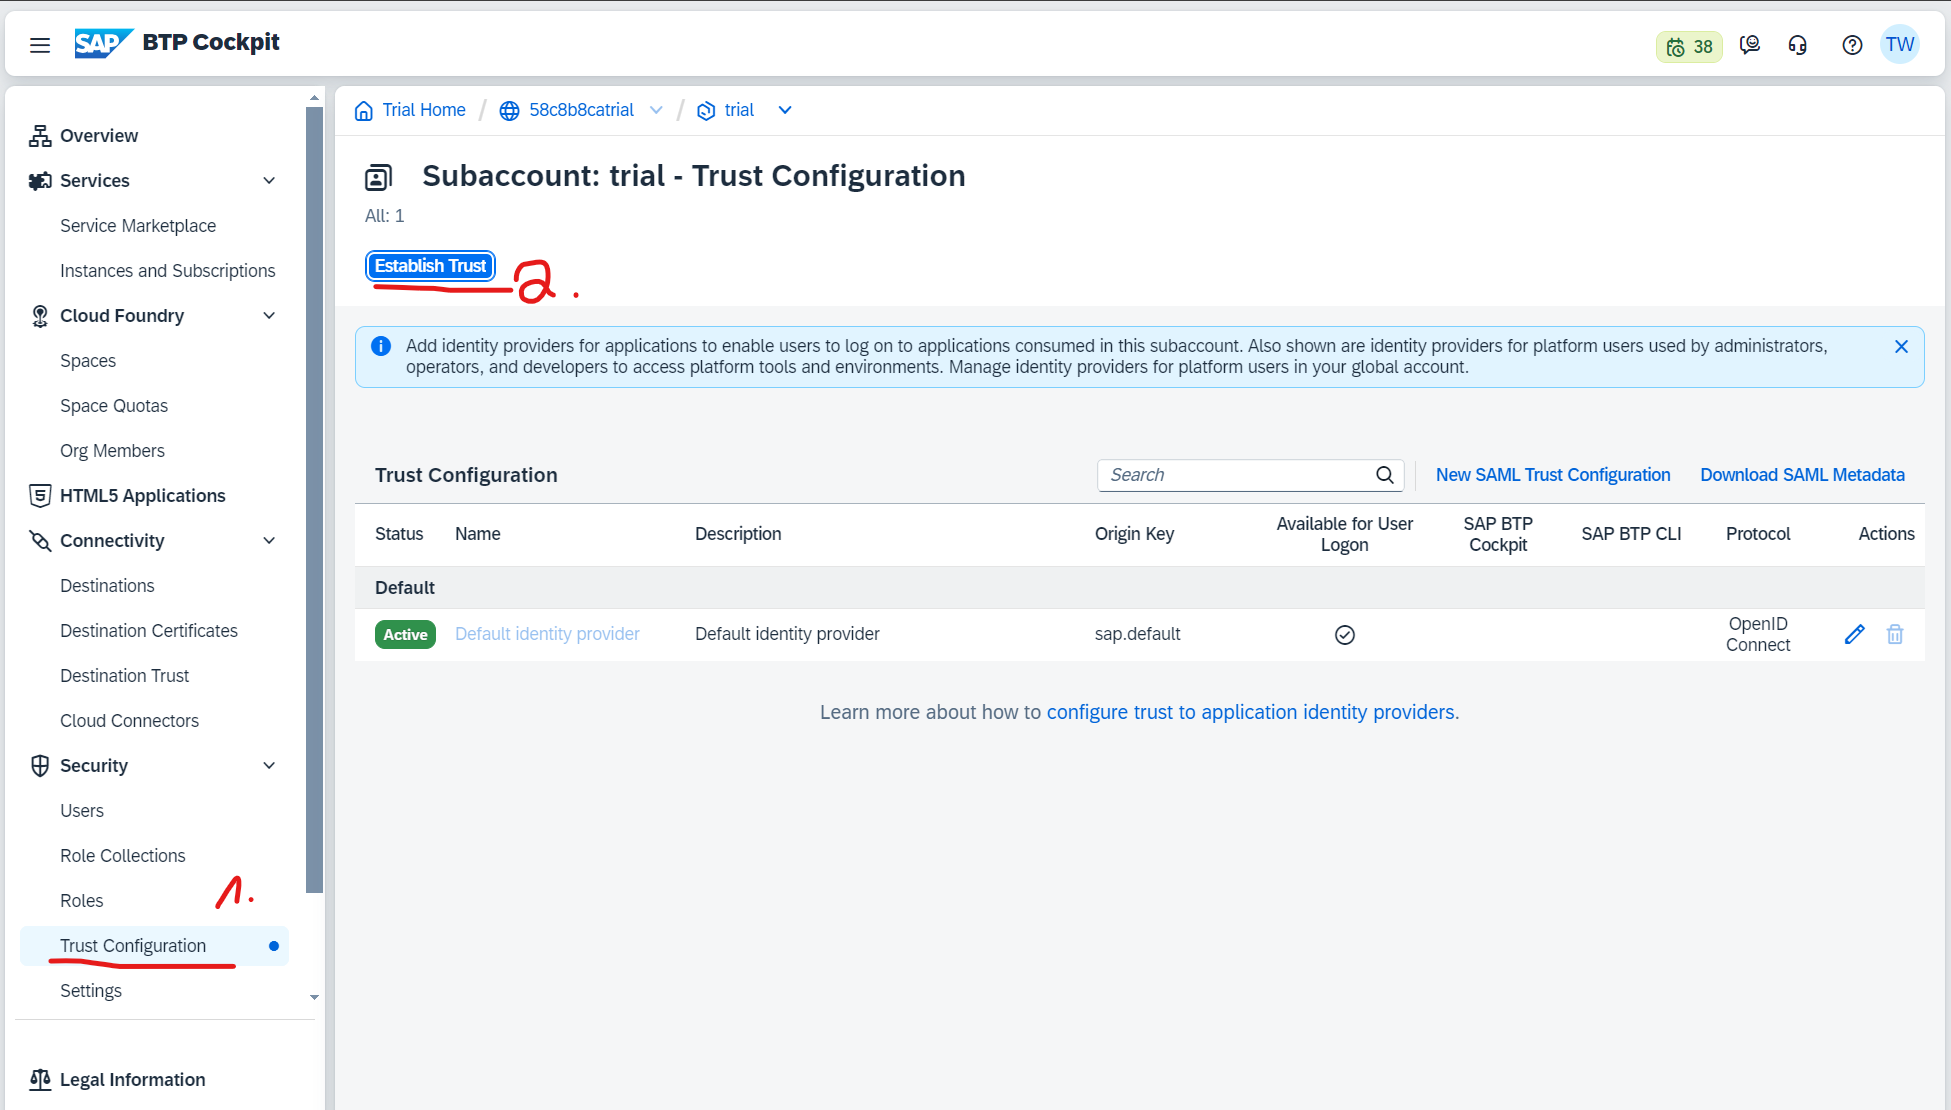 SAP BTP Cockpit
38
TW
Overview
Services
Service Marketplace
Instances and Subscriptions
Cloud Foundry
Spaces
Space Quotas
Org Members
HTML5 Applications
Connectivity
Destinations
Destination Certificates
Destination Trust
Cloud Connectors
Security
Users
Role Collections
Roles
1.
Trust Configuration
Settings
Legal Information
Trial Home / 58c8b8catrial / trial
Subaccount: trial - Trust Configuration
All: 1
Establish Trust
2.
Add identity providers for applications to enable users to log on to applications consumed in this subaccount. Also shown are identity providers for platform users used by administrators,
operators, and developers to access platform tools and environments. Manage identity providers for platform users in your global account.
Trust Configuration
Search
New SAML Trust Configuration
Download SAML Metadata
Status
Name
Description
Origin Key
Available for User
Logon
SAP BTP
Cockpit
SAP BTP CLI
Protocol
Actions
Default
Active
Default identity provider
Default identity provider
sap.default
OpenID
Connect
Learn more about how to configure trust to application identity providers.